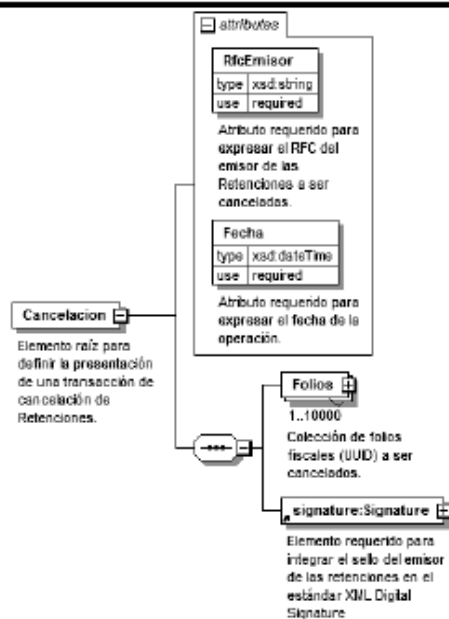 attributes
RfcEmisor
type xsd:string
use required
Atributo requerido para
expresar el RFC del
emisor de las
Retenciones a ser
canceladas.
Fecha
type xsd:dateTime
use required
Atributo requerido para
expresar el fecha de la
operación.
Cancelacion
Elemento raíz para
definir la presentación
de una transacción de
cancelación de
Retenciones.
Folios
1..10000
Colección de folios
fiscales (UUID) a ser
cancelados.
signature:Signature
Elemento requerido para
integrar el sello del emisor
de las retenciones en el
estándar XML Digital
Signature